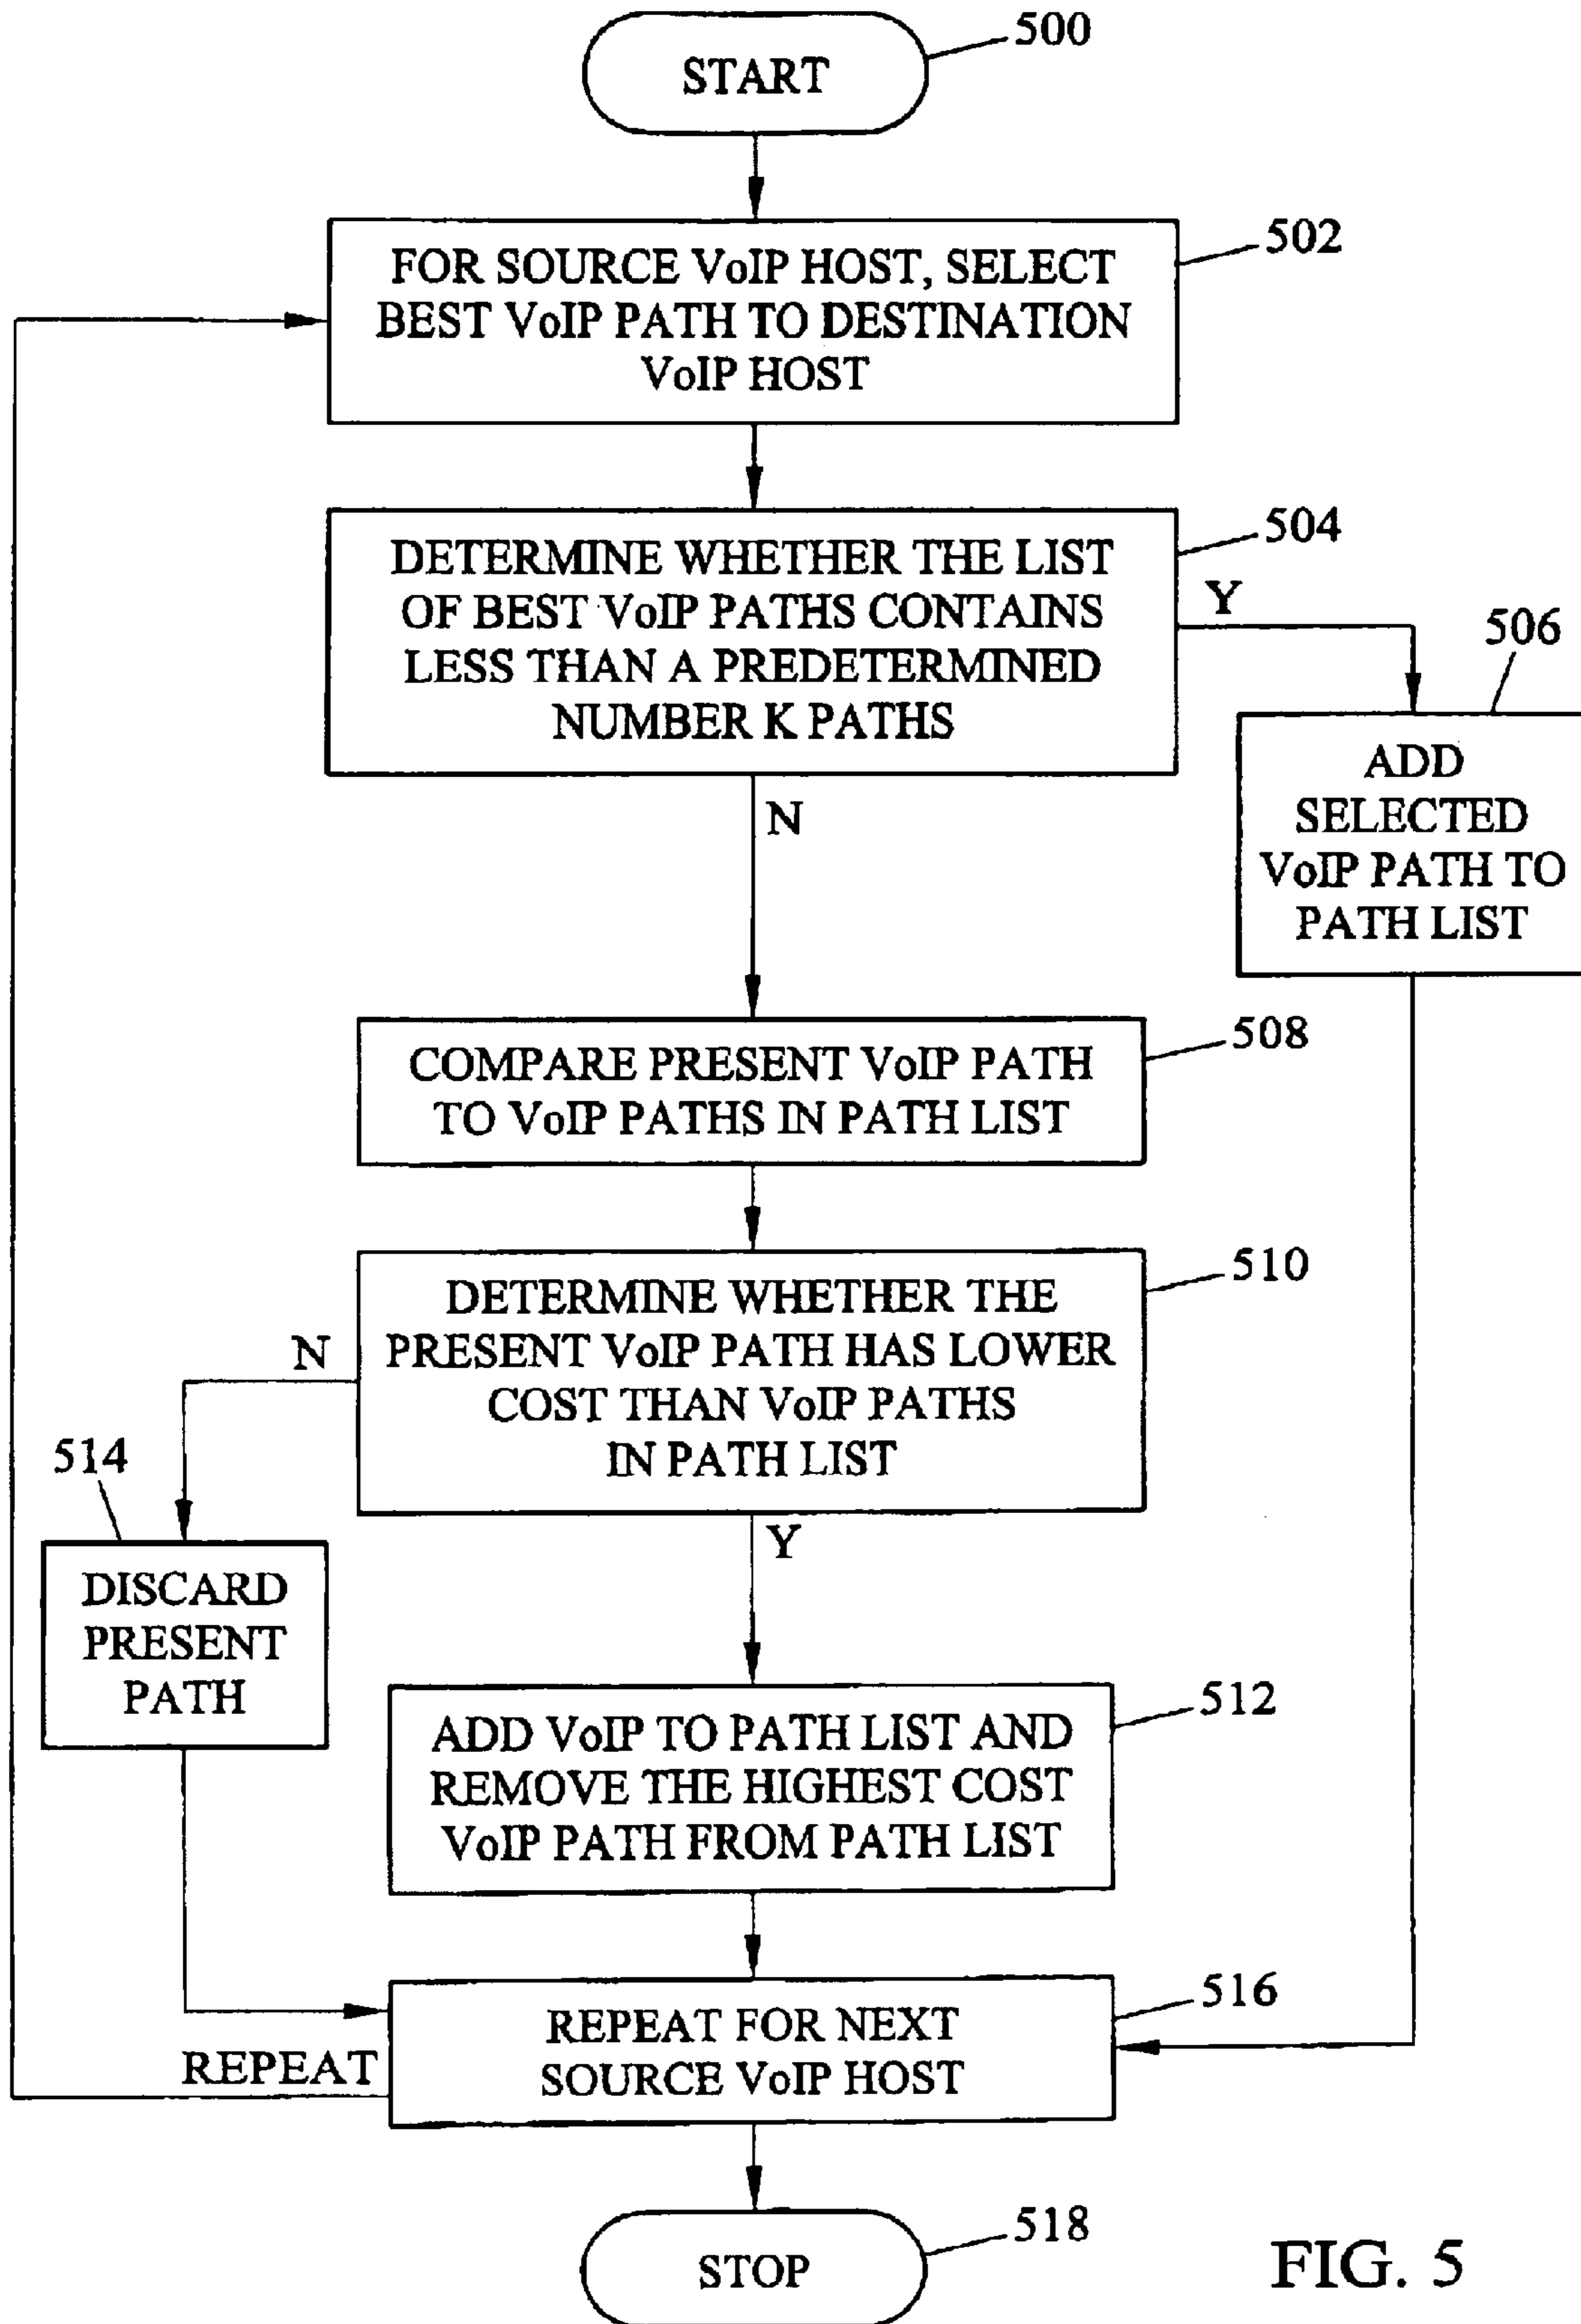 500
START
502
FOR SOURCE VoIP HOST, SELECT
BEST VoIP PATH TO DESTINATION
VoIP HOST
504
DETERMINE WHETHER THE LIST
OF BEST VoIP PATHS CONTAINS
LESS THAN A PREDETERMINED
NUMBER K PATHS
Y
506
ADD
SELECTED
VoIP PATH TO
PATH LIST
N
508
COMPARE PRESENT VoIP PATH
TO VoIP PATHS IN PATH LIST
510
DETERMINE WHETHER THE
PRESENT VoIP PATH HAS LOWER
COST THAN VoIP PATHS
IN PATH LIST
N
514
DISCARD
PRESENT
PATH
Y
512
ADD VoIP TO PATH LIST AND
REMOVE THE HIGHEST COST
VoIP PATH FROM PATH LIST
516
REPEAT FOR NEXT
SOURCE VoIP HOST
REPEAT
518
STOP
FIG. 5